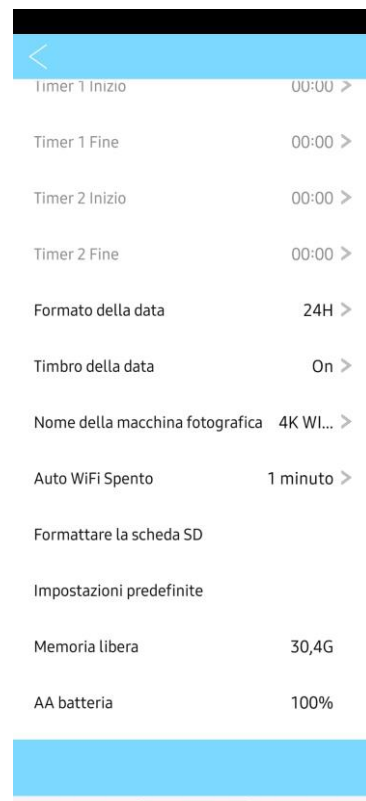 Timer 1 Inizio 00:00 >
Timer 1 Fine 00:00 >
Timer 2 Inizio 00:00 >
Timer 2 Fine 00:00 >
Formato della data 24H >
Timbro della data On >
Nome della macchina fotografica 4K WI... >
Auto WiFi Spento 1 minuto >
Formattare la scheda SD
Impostazioni predefinite
Memoria libera 30,4G
AA batteria 100%